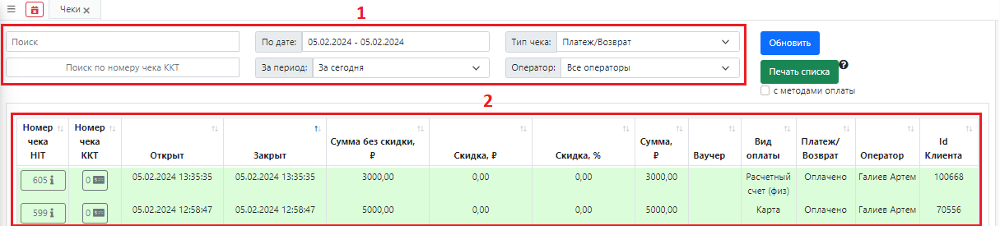 Чеки
1
Поиск
По дате: 05.02.2024 - 05.02.2024
Тип чека: Платеж/Возврат
Обновить
Поиск по номеру чека ККТ
За период: За сегодня
Оператор: Все операторы
Печать списка
с методами оплаты
2
Номер чека HIT
Номер чека ККТ
Открыт
Закрыт
Сумма без скидки, ₽
Скидка, ₽
Скидка, %
Сумма, ₽
Ваучер
Вид оплаты
Платеж/ Возврат
Оператор
Id Клиента
605 0 05.02.2024 13:35:35 05.02.2024 13:35:35 3000,00 0,00 0,00 3000,00 Расчетный счет (физ) Оплачено Галиев Артем 100668
599 0 05.02.2024 12:58:47 05.02.2024 12:58:47 5000,00 0,00 0,00 5000,00 Карта Оплачено Галиев Артем 70556